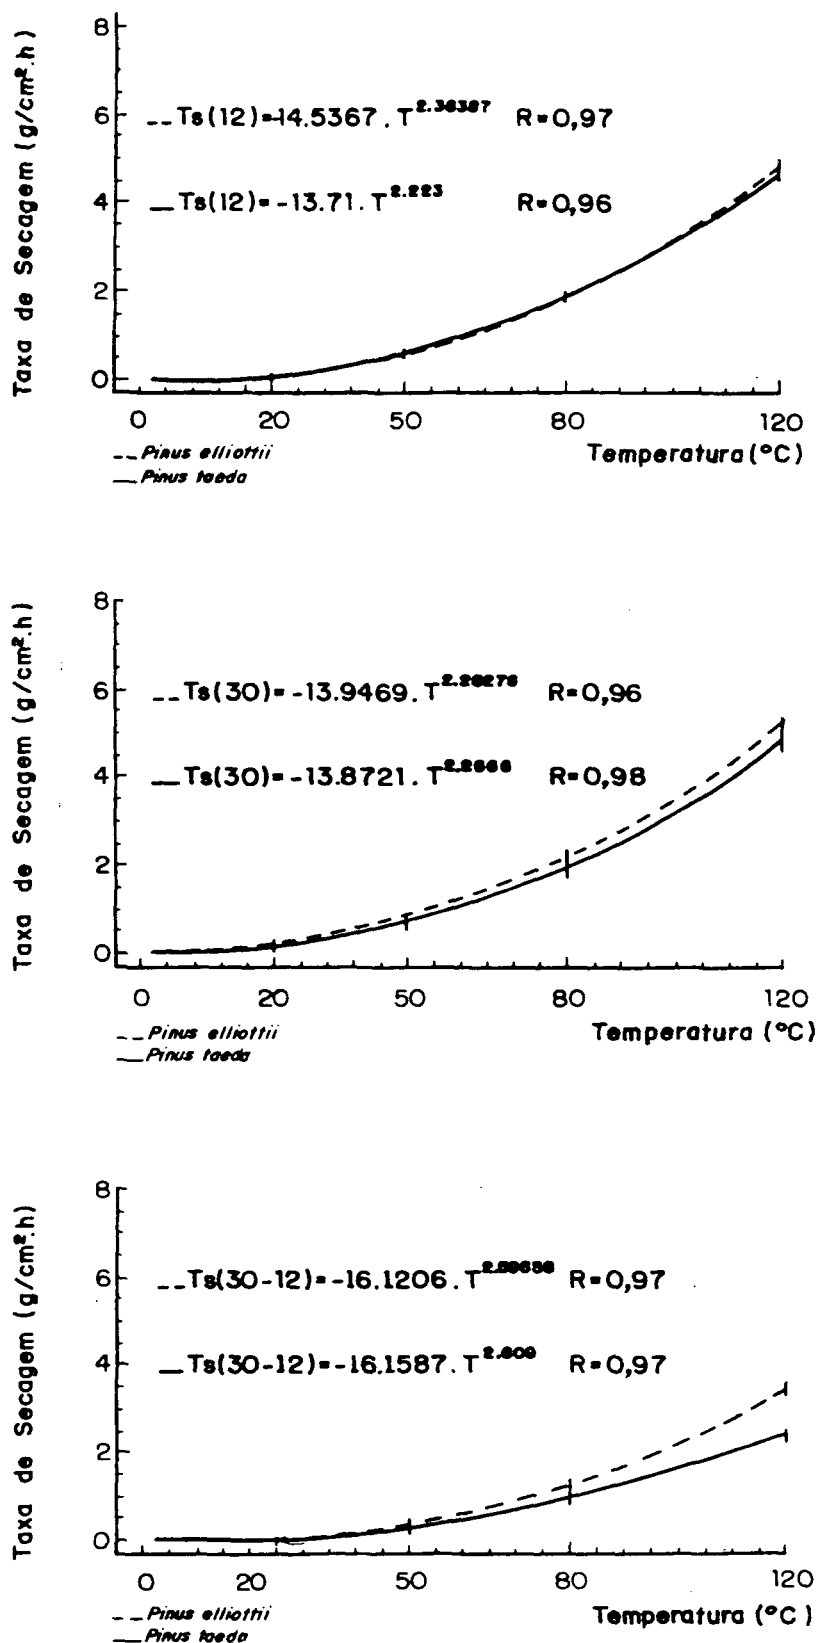 Taxa de Secagem (g/cm².h)
8
6
4
2
0
-- Ts(12)=-14.5367. T^2.36387 R=0,97
— Ts(12)= -13.71. T^2.223 R=0,96
0 20 50 80 120
-- Pinus elliottii
— Pinus taeda
Temperatura (ºC)
Taxa de Secagem (g/cm².h)
8
6
4
2
0
-- Ts(30)= -13.9469. T R=0,96
— Ts(30)= -13.8721. T R=0,98
0 20 50 80 120
-- Pinus elliottii
— Pinus taeda
Temperatura (ºC)
Taxa de Secagem (g/cm².h)
8
6
4
2
0
-- Ts(30-12)= -16.1206. T R=0,97
— Ts(30-12)= -16.1587. T^2.609 R=0,97
0 20 50 80 120
-- Pinus elliottii
— Pinus taeda
Temperatura (ºC)